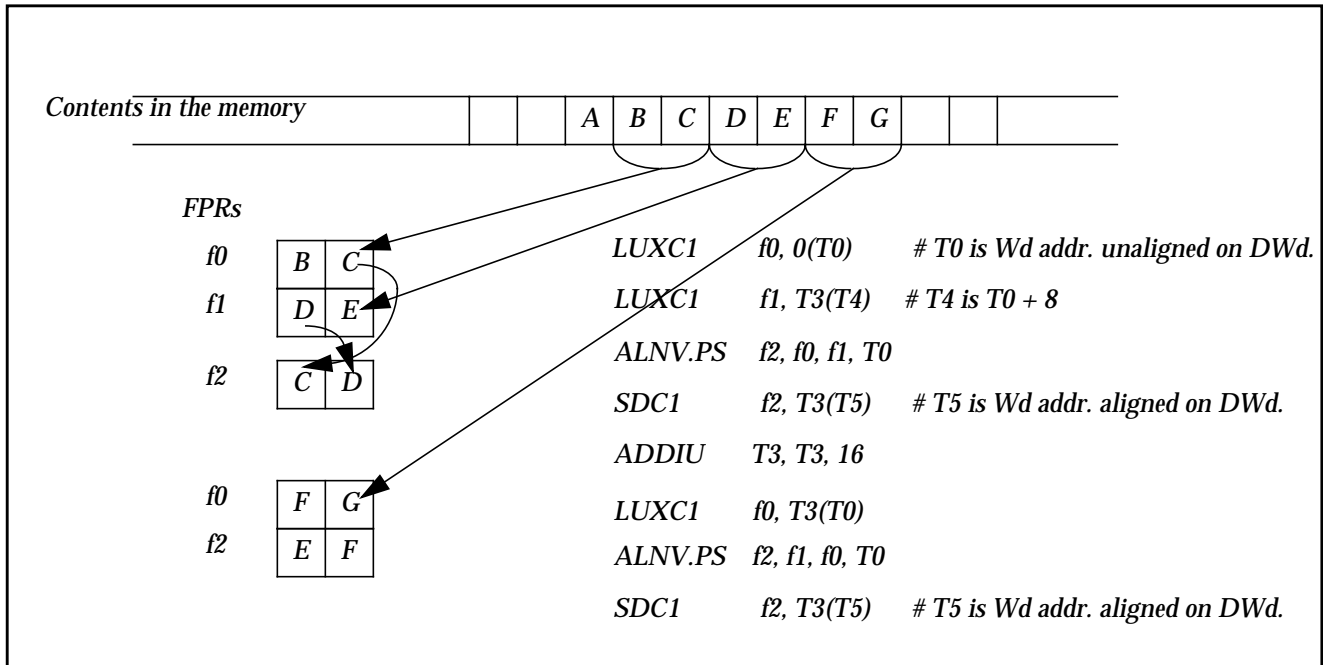 Contents in the memory A B C D E F G
FPRs
f0 B C LUXC1 f0, 0(T0) # T0 is Wd addr. unaligned on DWd.
f1 D E LUXC1 f1, T3(T4) # T4 is T0 + 8
ALNV.PS f2, f0, f1, T0
f2 C D
SDC1 f2, T3(T5) # T5 is Wd addr. aligned on DWd.
ADDIU T3, T3, 16
f0 F G LUXC1 f0, T3(T0)
f2 E F ALNV.PS f2, f1, f0, T0
SDC1 f2, T3(T5) # T5 is Wd addr. aligned on DWd.